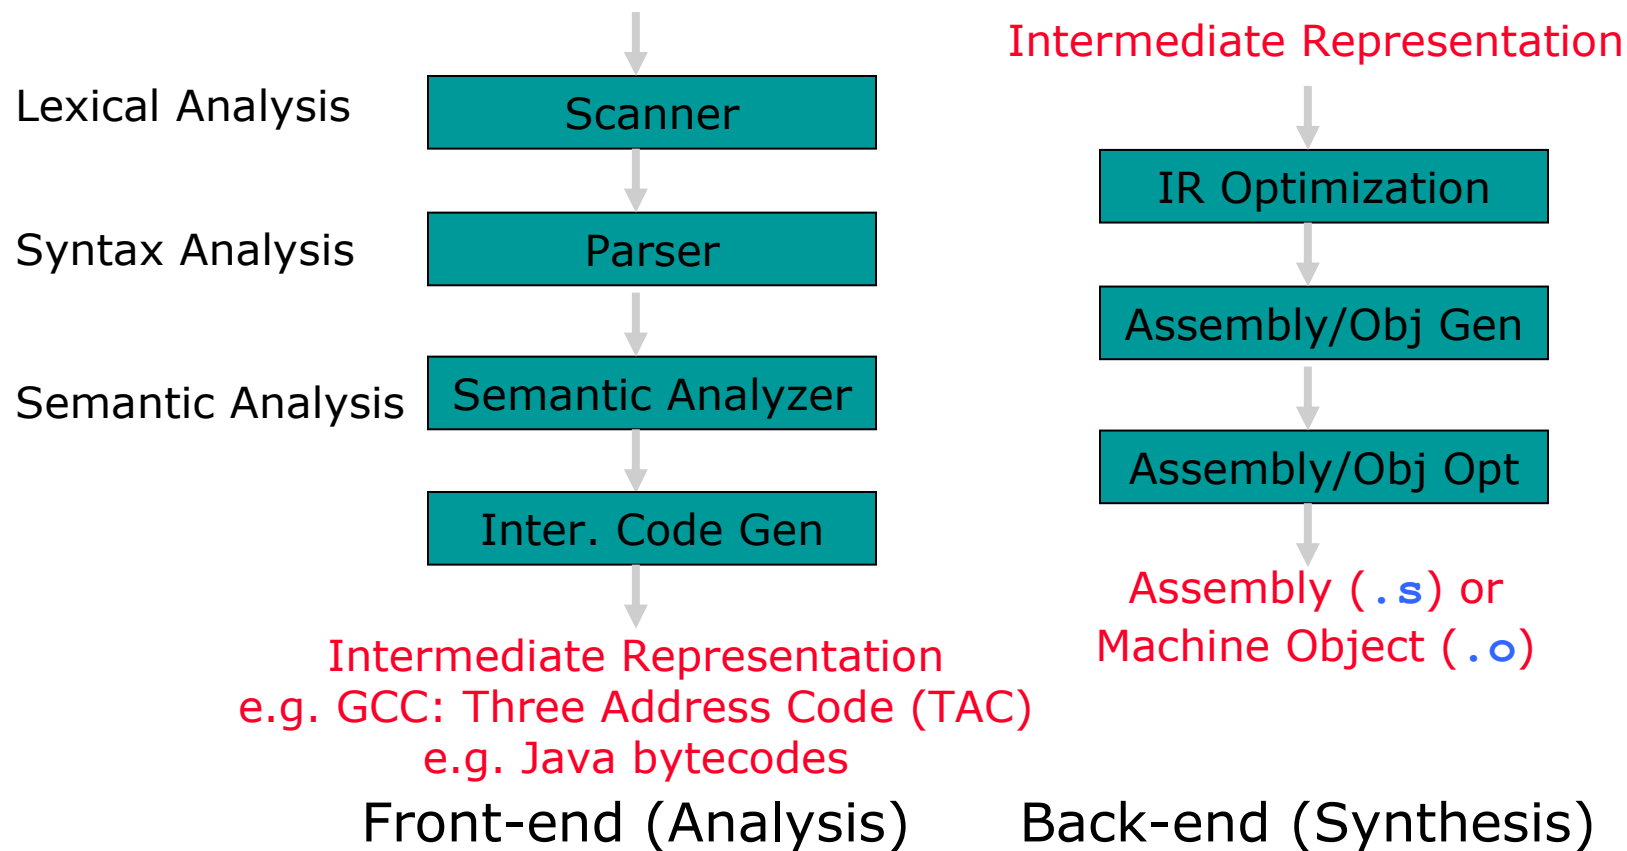 Lexical Analysis
Scanner
Syntax Analysis
Parser
Semantic Analysis
Semantic Analyzer
Inter. Code Gen
Intermediate Representation
e.g. GCC: Three Address Code (TAC)
e.g. Java bytecodes
Front-end (Analysis)
Intermediate Representation
IR Optimization
Assembly/Obj Gen
Assembly/Obj Opt
Assembly (.s) or
Machine Object (.o)
Back-end (Synthesis)